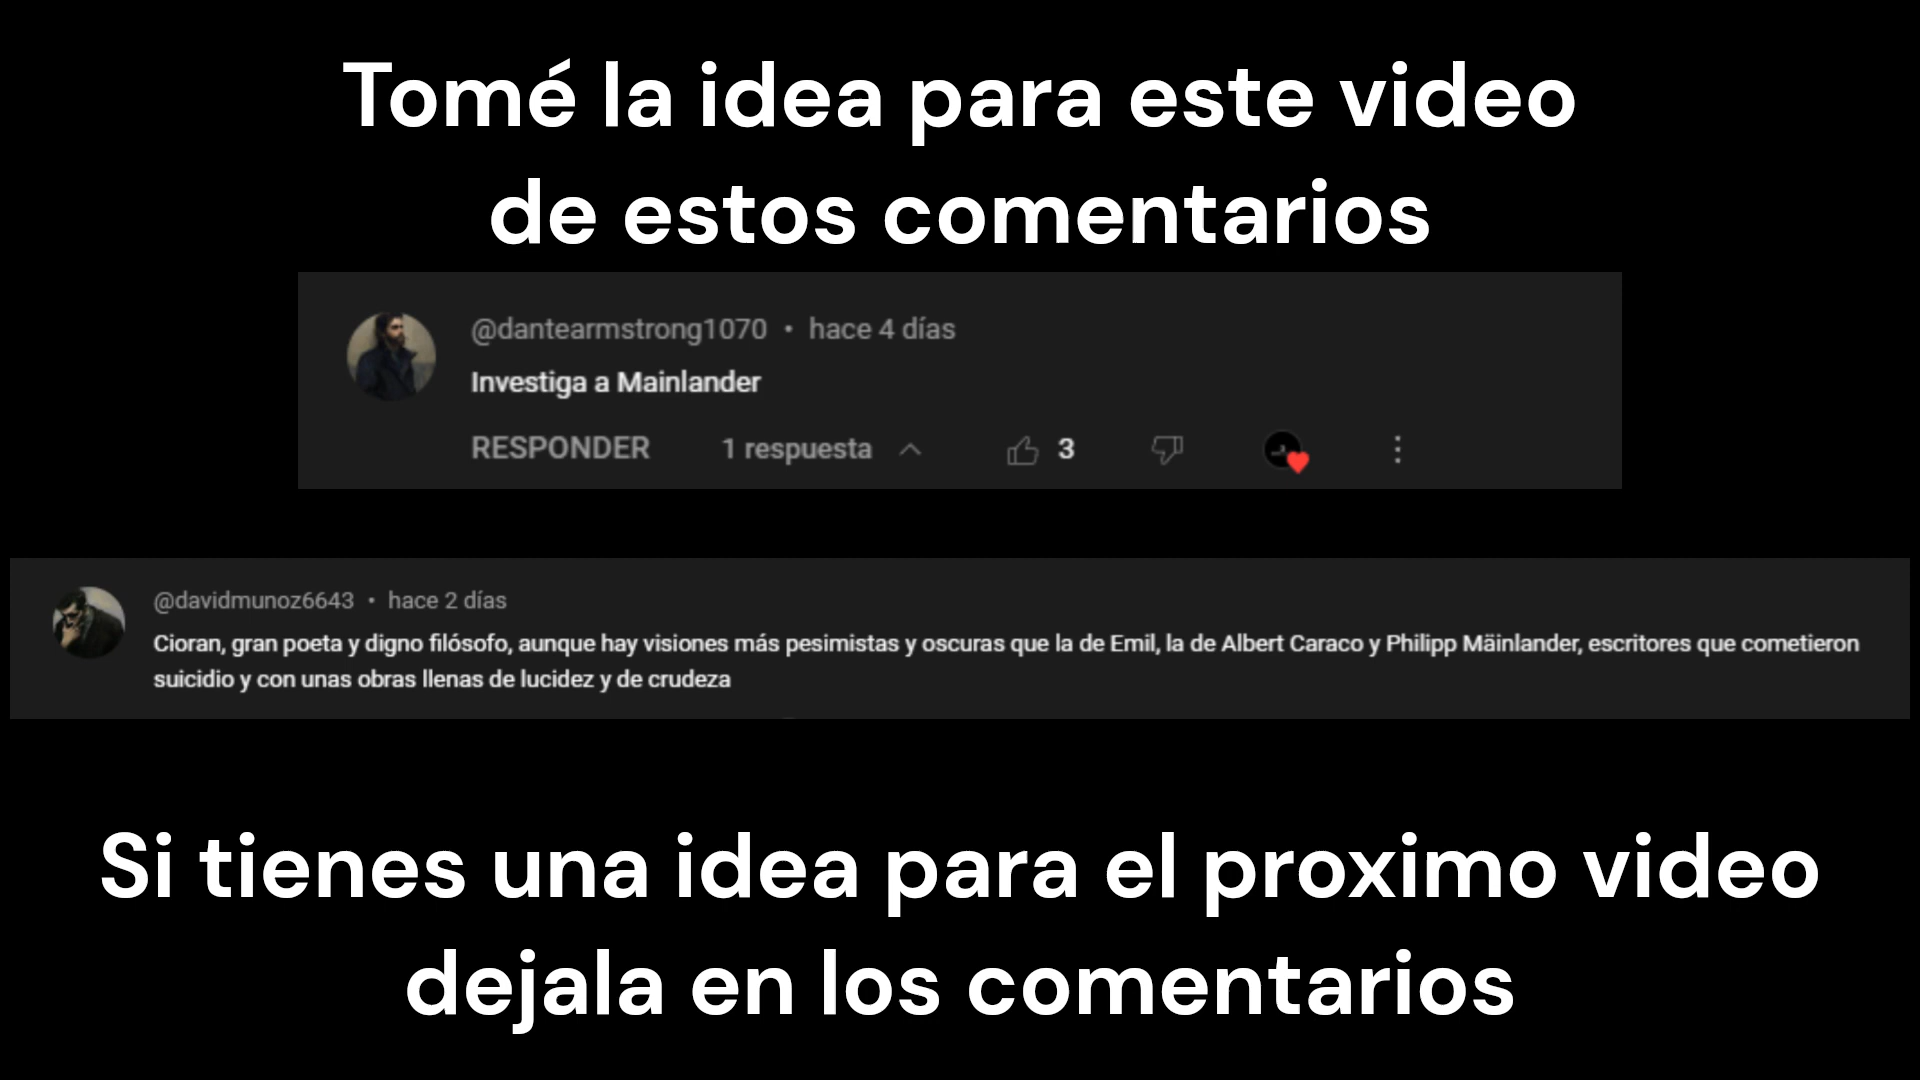 Tomé la idea para este video
de estos comentarios
@dantearmstrong1070 • hace 4 días
Investiga a Mainlander
RESPONDER 1 respuesta 3
@davidmunoz6643 • hace 2 días
Cioran, gran poeta y digno filósofo, aunque hay visiones más pesimistas y oscuras que la de Emil, la de Albert Caraco y Philipp Mäinlander, escritores que cometieron
suicidio y con unas obras llenas de lucidez y de crudeza
Si tienes una idea para el proximo video
dejala en los comentarios